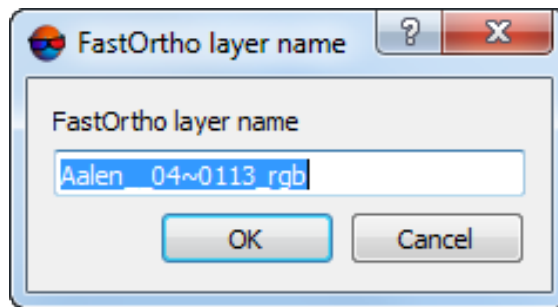 FastOrtho layer name
?
FastOrtho layer name
Aalen__04~0113_rgb
OK
Cancel